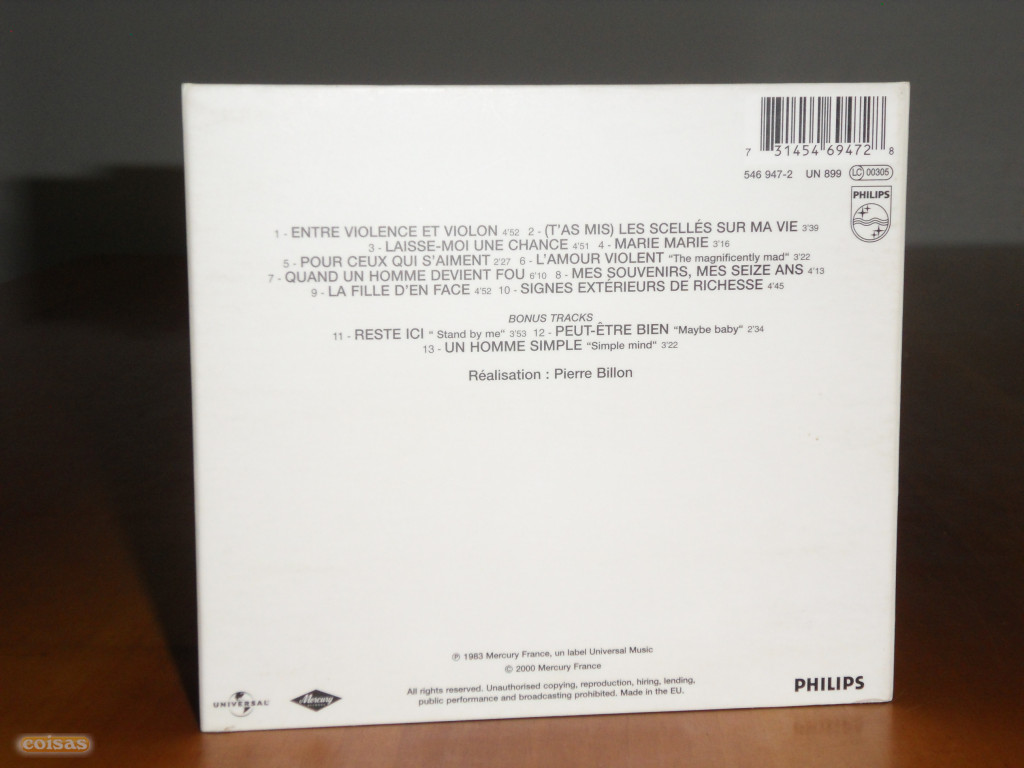 7 31454 69472 8
546 947-2 UN 899 LC 00305
PHILIPS
1 - ENTRE VIOLENCE ET VIOLON 4'52 2 - (T'AS MIS) LES SCELLÉS SUR MA VIE 3'39
3 - LAISSE-MOI UNE CHANCE 4'51 4 - MARIE MARIE 3'16
5 - POUR CEUX QUI S'AIMENT 2'27 6 - L'AMOUR VIOLENT "The magnificently mad" 3'22
7 - QUAND UN HOMME DEVIENT FOU 6'10 8 - MES SOUVENIRS, MES SEIZE ANS 4'13
9 - LA FILLE D'EN FACE 4'52 10 - SIGNES EXTÉRIEURS DE RICHESSE 4'45
BONUS TRACKS
11 - RESTE ICI " Stand by me" 3'53 12 - PEUT-ÊTRE BIEN "Maybe baby" 2'34
13 - UN HOMME SIMPLE "Simple mind" 3'22
Réalisation : Pierre Billon
℗ 1983 Mercury France, un label Universal Music
© 2000 Mercury France
All rights reserved. Unauthorised copying, reproduction, hiring, lending,
public performance and broadcasting prohibited. Made in the EU.
UNIVERSAL
Mercury
PHILIPS
coisas